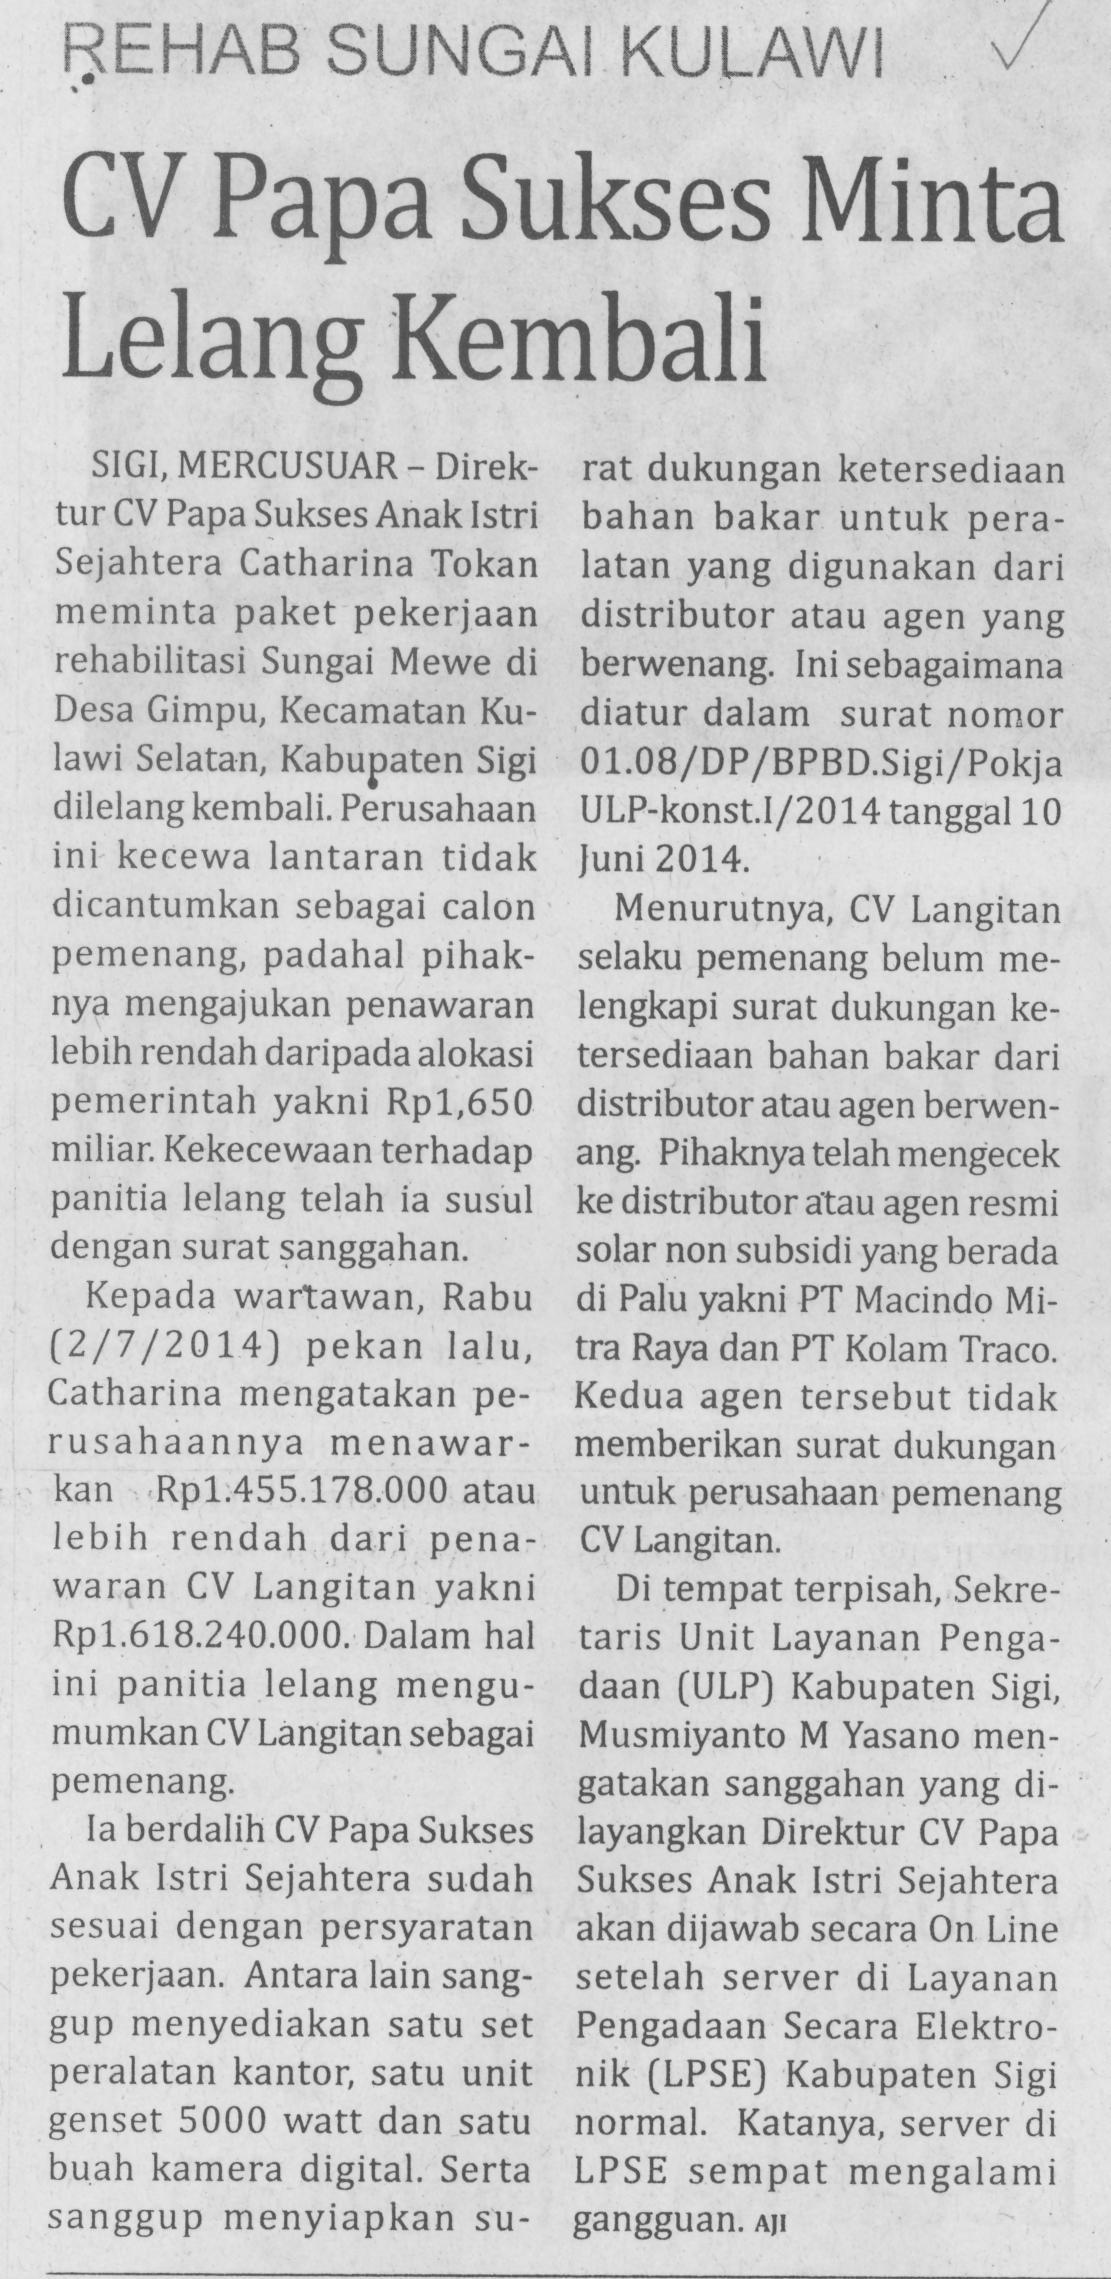 REHAB SUNGAI KULAWI
CV Papa Sukses Minta
Lelang Kembali
SIGI, MERCUSUAR – Direk-
tur CV Papa Sukses Anak Istri
Sejahtera Catharina Tokan
meminta paket pekerjaan
rehabilitasi Sungai Mewe di
Desa Gimpu, Kecamatan Ku-
lawi Selatan, Kabupaten Sigi
dilelang kembali. Perusahaan
ini kecewa lantaran tidak
dicantumkan sebagai calon
pemenang, padahal pihak-
nya mengajukan penawaran
lebih rendah daripada alokasi
pemerintah yakni Rp1,650
miliar. Kekecewaan terhadap
panitia lelang telah ia susul
dengan surat sanggahan.
Kepada wartawan, Rabu
(2/7/2014) pekan lalu,
Catharina mengatakan pe-
rusahaannya menawar-
kan Rp1.455.178.000 atau
lebih rendah dari pena-
waran CV Langitan yakni
Rp1.618.240.000. Dalam hal
ini panitia lelang mengu-
mumkan CV Langitan sebagai
pemenang.
Ia berdalih CV Papa Sukses
Anak Istri Sejahtera sudah
sesuai dengan persyaratan
pekerjaan. Antara lain sang-
gup menyediakan satu set
peralatan kantor, satu unit
genset 5000 watt dan satu
buah kamera digital. Serta
sanggup menyiapkan su-
rat dukungan ketersediaan
bahan bakar untuk pera-
latan yang digunakan dari
distributor atau agen yang
berwenang. Ini sebagaimana
diatur dalam surat nomor
01.08/DP/BPBD.Sigi/Pokja
ULP-konst.I/2014 tanggal 10
Juni 2014.
Menurutnya, CV Langitan
selaku pemenang belum me-
lengkapi surat dukungan ke-
tersediaan bahan bakar dari
distributor atau agen berwen-
ang. Pihaknya telah mengecek
ke distributor atau agen resmi
solar non subsidi yang berada
di Palu yakni PT Macindo Mi-
tra Raya dan PT Kolam Traco.
Kedua agen tersebut tidak
memberikan surat dukungan
untuk perusahaan pemenang
CV Langitan.
Di tempat terpisah, Sekre-
taris Unit Layanan Penga-
daan (ULP) Kabupaten Sigi,
Musmiyanto M Yasano men-
gatakan sanggahan yang di-
layangkan Direktur CV Papa
Sukses Anak Istri Sejahtera
akan dijawab secara On Line
setelah server di Layanan
Pengadaan Secara Elektro-
nik (LPSE) Kabupaten Sigi
normal. Katanya, server di
LPSE sempat mengalami
gangguan. AJI